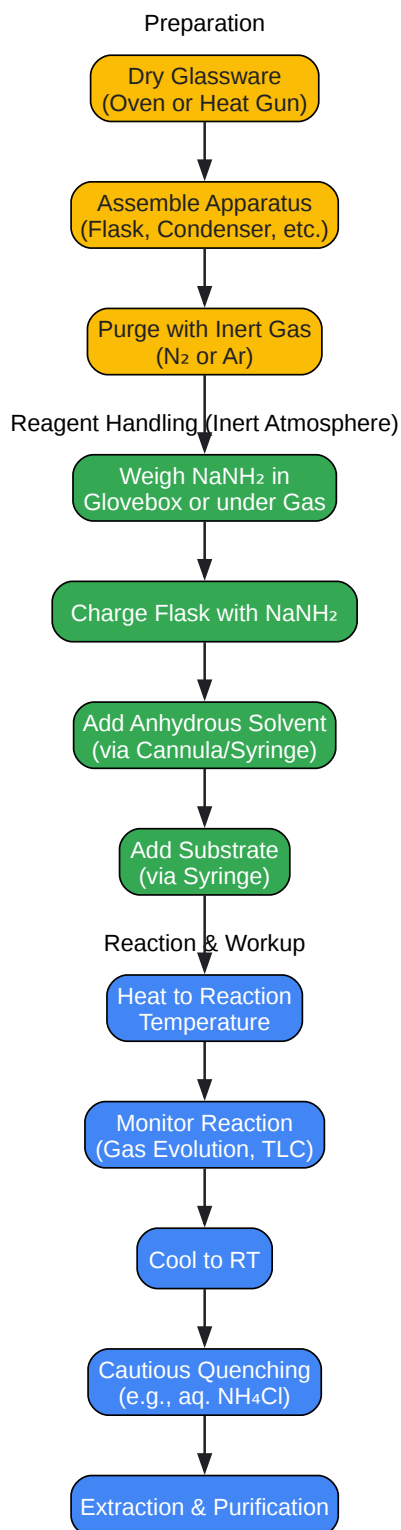 Preparation
Dry Glassware
(Oven or Heat Gun)
Assemble Apparatus
(Flask, Condenser, etc.)
Purge with Inert Gas
(N₂ or Ar)
Reagent Handling (Inert Atmosphere)
Weigh NaNH₂ in
Glovebox or under Gas
Charge Flask with NaNH₂
Add Anhydrous Solvent
(via Cannula/Syringe)
Add Substrate
(via Syringe)
Reaction & Workup
Heat to Reaction
Temperature
Monitor Reaction
(Gas Evolution, TLC)
Cool to RT
Cautious Quenching
(e.g., aq. NH₄Cl)
Extraction & Purification